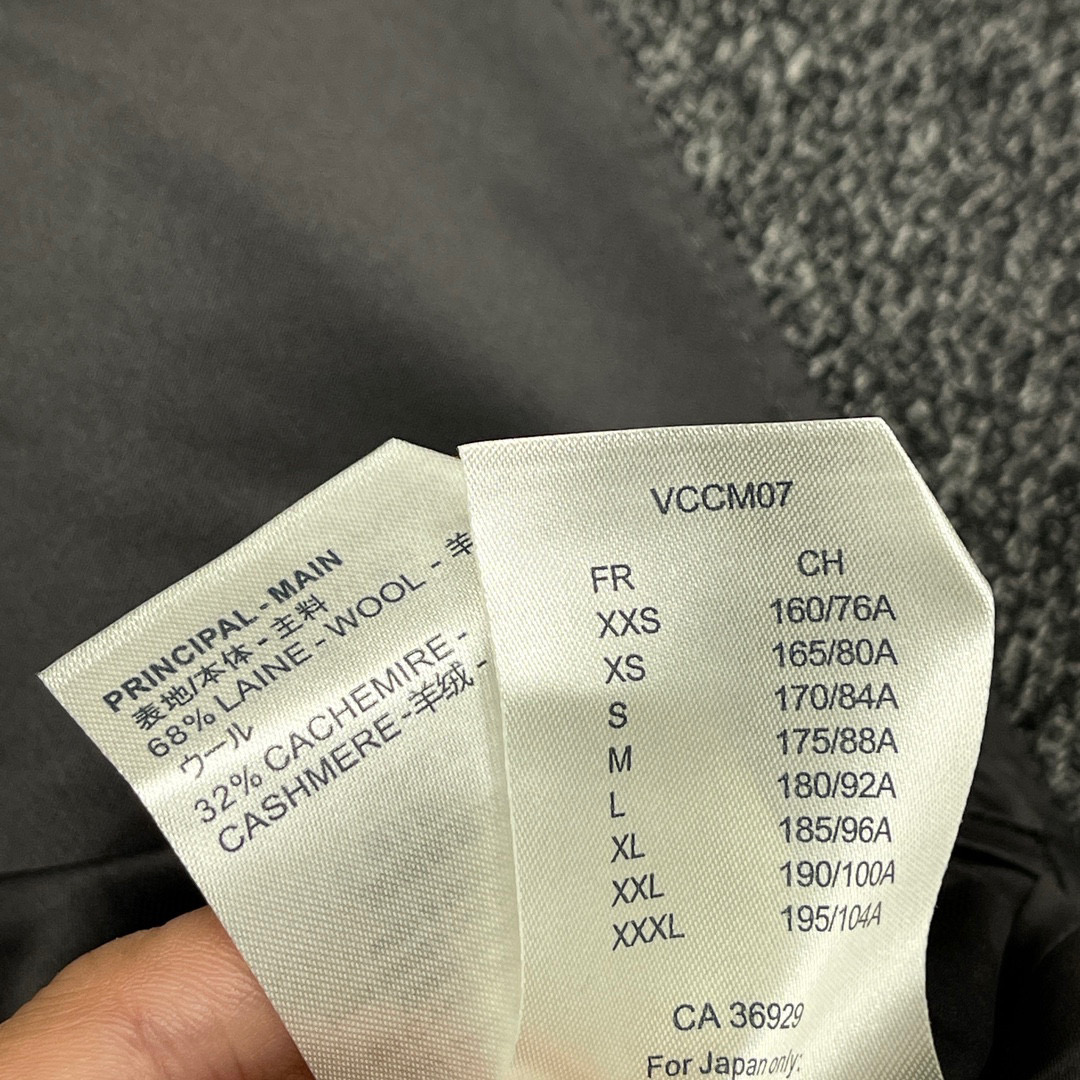 PRINCIPAL - MAIN
表地/本体 - 主料
68% LAINE - WOOL - 羊
ウール
32% CACHEMIRE -
CASHMERE - 羊绒 -
VCCM07
FR CH
XXS 160/76A
XS 165/80A
S 170/84A
M 175/88A
L 180/92A
XL 185/96A
XXL 190/100A
XXXL 195/104A
CA 36929
For Japan only: